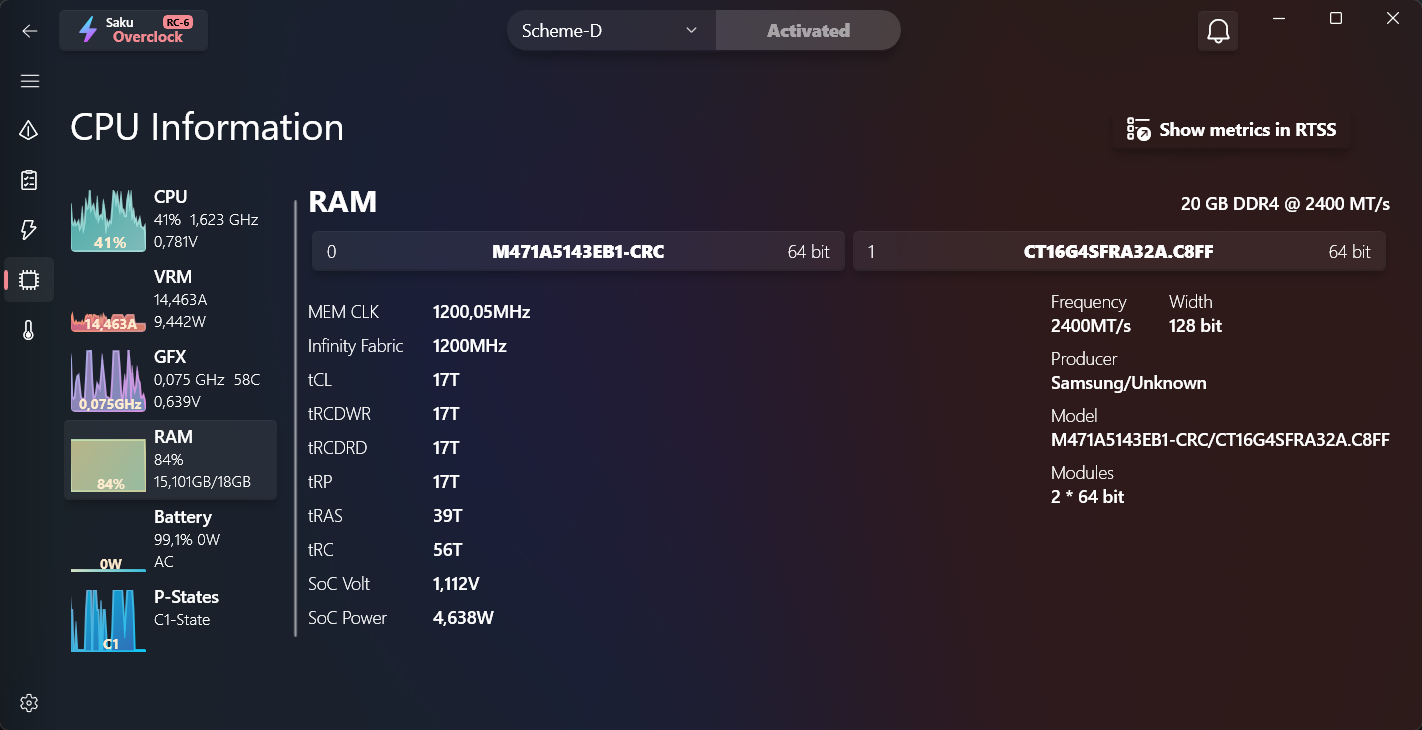 Saku RC-6
Overclock
Scheme-D
Activated
CPU Information
Show metrics in RTSS
CPU
41% 1,623 GHz
0,781V
41%
VRM
14,463A
9,442W
14,463A
GFX
0,075 GHz 58C
0,639V
0,075GHz
RAM
84%
15,101GB/18GB
84%
Battery
99,1% 0W
AC
0W
P-States
C1-State
C1
RAM
20 GB DDR4 @ 2400 MT/s
0 M471A5143EB1-CRC 64 bit
1 CT16G4SFRA32A.C8FF 64 bit
MEM CLK 1200,05MHz
Infinity Fabric 1200MHz
tCL 17T
tRCDWR 17T
tRCDRD 17T
tRP 17T
tRAS 39T
tRC 56T
SoC Volt 1,112V
SoC Power 4,638W
Frequency Width
2400MT/s 128 bit
Producer
Samsung/Unknown
Model
M471A5143EB1-CRC/CT16G4SFRA32A.C8FF
Modules
2 * 64 bit